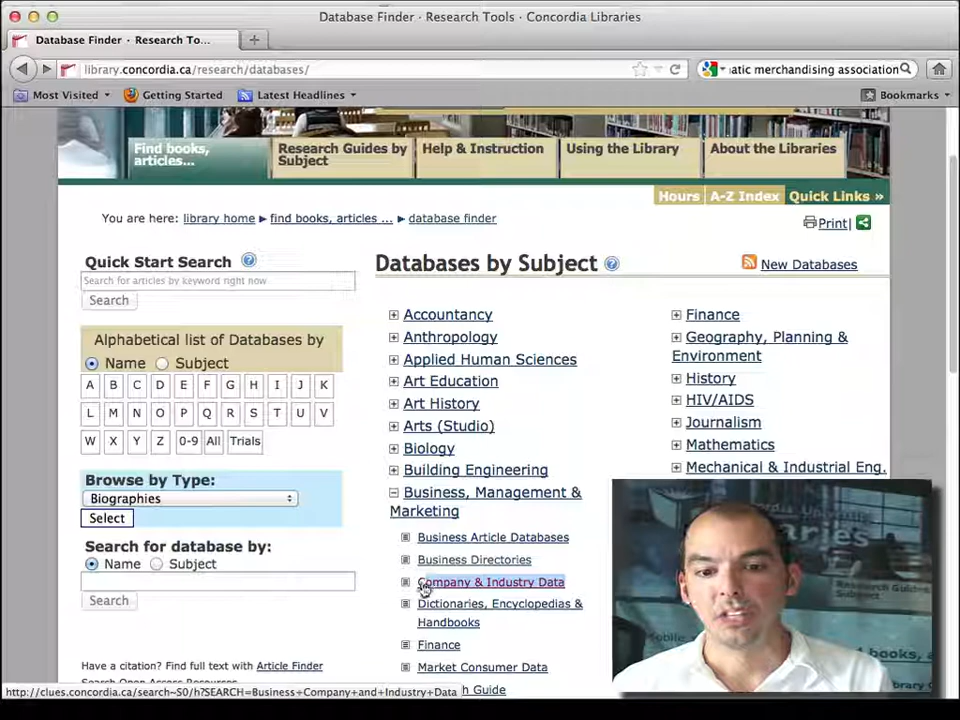 Database Finder · Research Tools · Concordia Libraries
Database Finder · Research To...
library.concordia.ca/research/databases/
atic merchandising association
Most Visited
Getting Started
Latest Headlines
Bookmarks
Find books, articles...
Research Guides by Subject
Help & Instruction
Using the Library
About the Libraries
Hours
A-Z Index
Quick Links »
You are here: library home ▸ find books, articles ... ▸ database finder
Print|
Quick Start Search
Search for articles by keyword right now
Search
Alphabetical list of Databases by
Name Subject
A B C D E F G H I J K
L M N O P Q R S T U V
W X Y Z 0-9 All Trials
Browse by Type:
Biographies
Select
Search for database by:
Name Subject
Search
Have a citation? Find full text with Article Finder
Databases by Subject
New Databases
Accountancy
Anthropology
Applied Human Sciences
Art Education
Art History
Arts (Studio)
Biology
Building Engineering
Business, Management &
Marketing
Business Article Databases
Business Directories
Company & Industry Data
Dictionaries, Encyclopedias &
Handbooks
Finance
Market Consumer Data
Guide
Finance
Geography, Planning &
Environment
History
HIV/AIDS
Journalism
Mathematics
Mechanical & Industrial Eng.
http://clues.concordia.ca/search~S0/h?SEARCH=Business+Company+and+Industry+Data